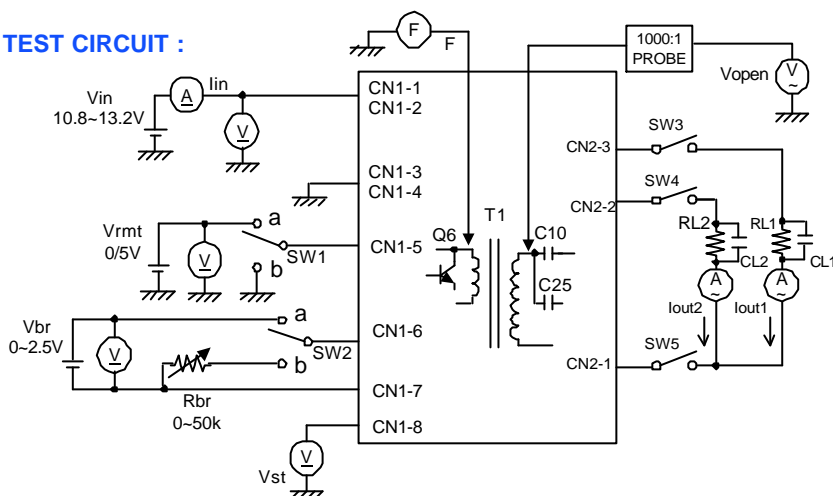 TEST CIRCUIT :
F
F
1000:1
PROBE
Vopen
V
~
Vin
10.8~13.2V
A
Iin
V
CN1-1
CN1-2
CN1-3
CN1-4
CN2-3
SW3
SW4
CN2-2
Vrmt
0/5V
V
a
b
SW1
CN1-5
Q6
T1
C10
C25
RL2
CL2
RL1
CL1
A
A
Iout2
Iout1
Vbr
0~2.5V
V
a
b
SW2
CN1-6
Rbr
0~50k
CN1-7
CN2-1
SW5
CN1-8
Vst
V